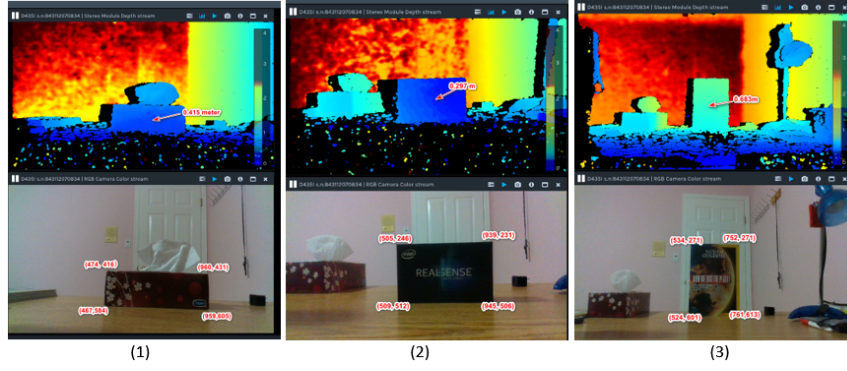 D435I s.n:843112070834 | Stereo Module Depth stream
0.415 meter
D435I s.n:843112070834 | RGB Camera Color stream
(474, 416)
(960, 431)
(467,584)
(959,605)
(1)
D435I s.n:843112070834 | Stereo Module Depth stream
0.297 m
D435I s.n:843112070834 | RGB Camera Color stream
(505, 246)
(939, 231)
REALSENSE
(509, 512)
(945, 506)
(2)
D435I s.n:843112070834 | Stereo Module Depth stream
0.683m
D435I s.n:843112070834 | RGB Camera Color stream
(534, 271)
(752, 271)
(524, 601)
(761,613)
(3)